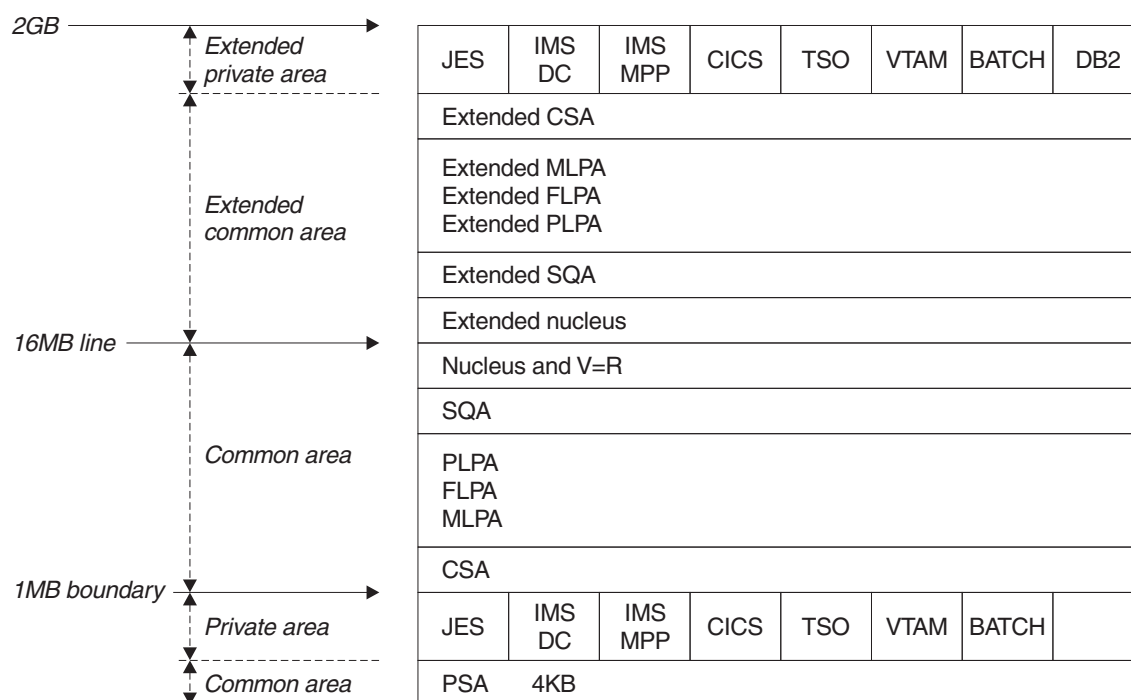 2GB
Extended
private area
JES
IMS
DC
IMS
MPP
CICS
TSO
VTAM
BATCH
DB2
Extended CSA
Extended
common area
Extended MLPA
Extended FLPA
Extended PLPA
Extended SQA
Extended nucleus
16MB line
Nucleus and V=R
SQA
Common area
PLPA
FLPA
MLPA
CSA
1MB boundary
Private area
JES
IMS
DC
IMS
MPP
CICS
TSO
VTAM
BATCH
Common area
PSA 4KB